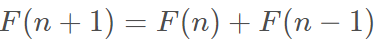 F(n + 1) = F(n) + F(n − 1)